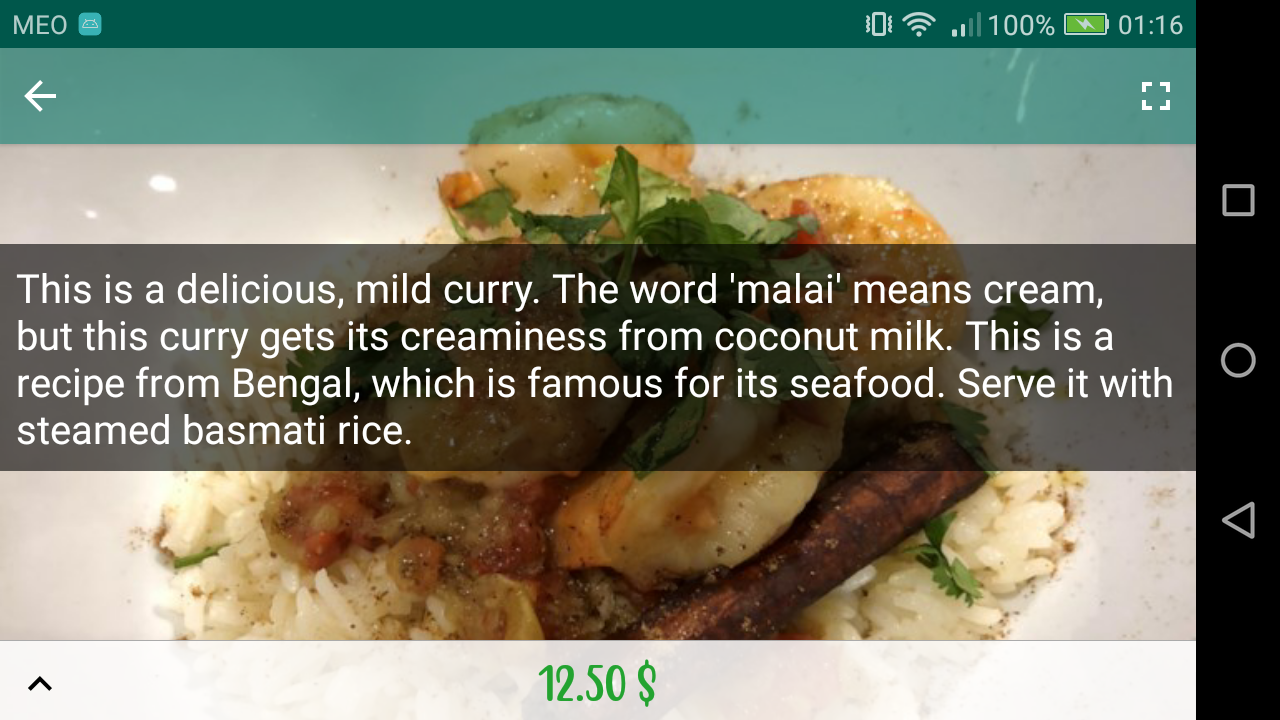 MEO 100% 01:16
This is a delicious, mild curry. The word 'malai' means cream,
but this curry gets its creaminess from coconut milk. This is a
recipe from Bengal, which is famous for its seafood. Serve it with
steamed basmati rice.
12.50 $